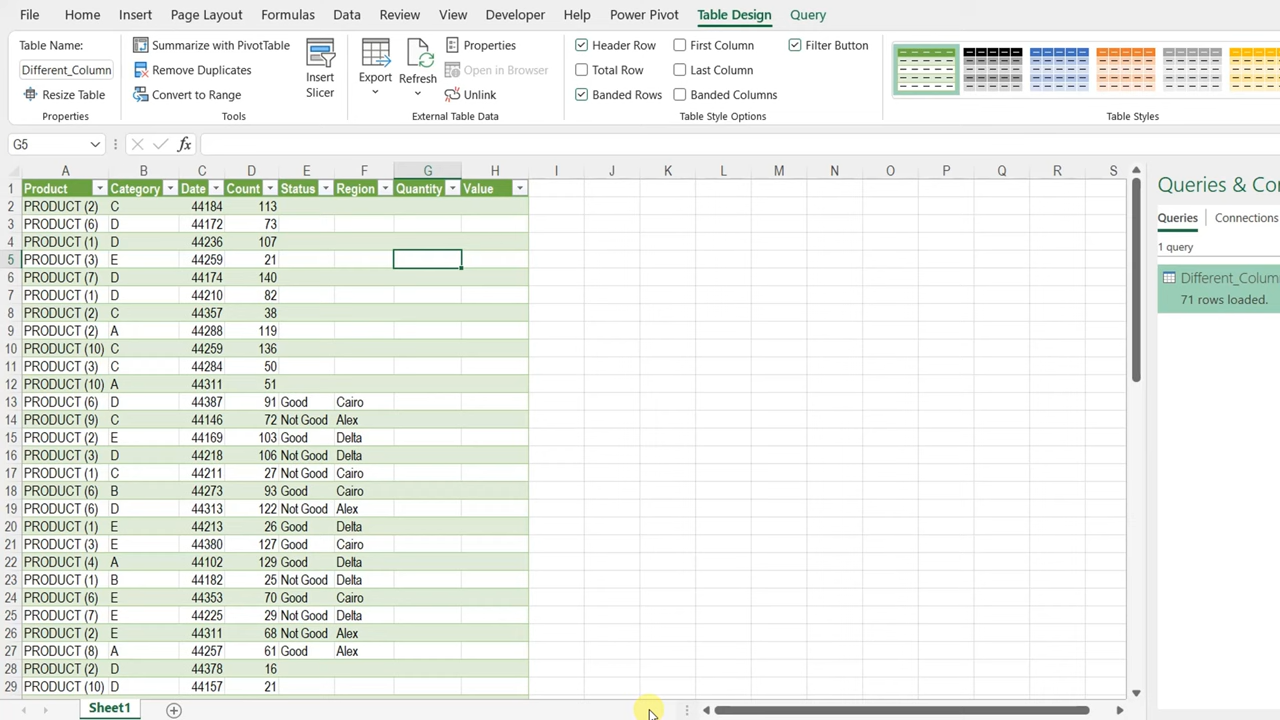 File Home Insert Page Layout Formulas Data Review View Developer Help Power Pivot Table Design Query
Table Name:
Different_Column
Resize Table
Properties
Summarize with PivotTable
Remove Duplicates
Convert to Range
Tools
Insert
Slicer
Export
Refresh
Properties
Open in Browser
Unlink
External Table Data
Header Row
Total Row
Banded Rows
First Column
Last Column
Banded Columns
Filter Button
Table Style Options
Table Styles
G5 fx
A B C D E F G H I J K L M N O P Q R S
1 Product Category Date Count Status Region Quantity Value
2 PRODUCT (2) C 44184 113
3 PRODUCT (6) D 44172 73
4 PRODUCT (1) D 44236 107
5 PRODUCT (3) E 44259 21
6 PRODUCT (7) D 44174 140
7 PRODUCT (1) D 44210 82
8 PRODUCT (2) C 44357 38
9 PRODUCT (2) A 44288 119
10 PRODUCT (10) C 44259 136
11 PRODUCT (3) C 44284 50
12 PRODUCT (10) A 44311 51
13 PRODUCT (6) D 44387 91 Good Cairo
14 PRODUCT (9) C 44146 72 Not Good Alex
15 PRODUCT (2) E 44169 103 Good Delta
16 PRODUCT (3) D 44218 106 Not Good Delta
17 PRODUCT (1) C 44211 27 Not Good Cairo
18 PRODUCT (6) B 44273 93 Good Cairo
19 PRODUCT (6) D 44313 122 Not Good Alex
20 PRODUCT (1) E 44213 26 Good Delta
21 PRODUCT (3) E 44380 127 Good Cairo
22 PRODUCT (4) A 44102 129 Good Delta
23 PRODUCT (1) B 44182 25 Not Good Delta
24 PRODUCT (6) E 44353 70 Good Cairo
25 PRODUCT (7) E 44225 29 Not Good Delta
26 PRODUCT (2) E 44311 68 Not Good Alex
27 PRODUCT (8) A 44257 61 Good Alex
28 PRODUCT (2) D 44378 16
29 PRODUCT (10) D 44157 21
Queries & Co
Queries Connections
1 query
Different_Colum
71 rows loaded.
Sheet1